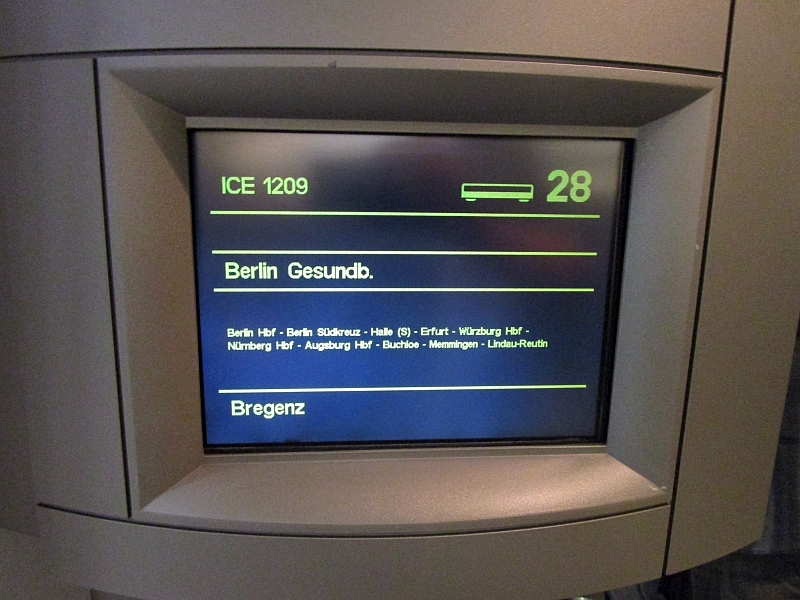 ICE 1209 28
Berlin Gesundb.
Berlin Hbf - Berlin Südkreuz - Halle (S) - Erfurt - Würzburg Hbf -
Nürnberg Hbf - Augsburg Hbf - Buchloe - Memmingen - Lindau-Reutin
Bregenz